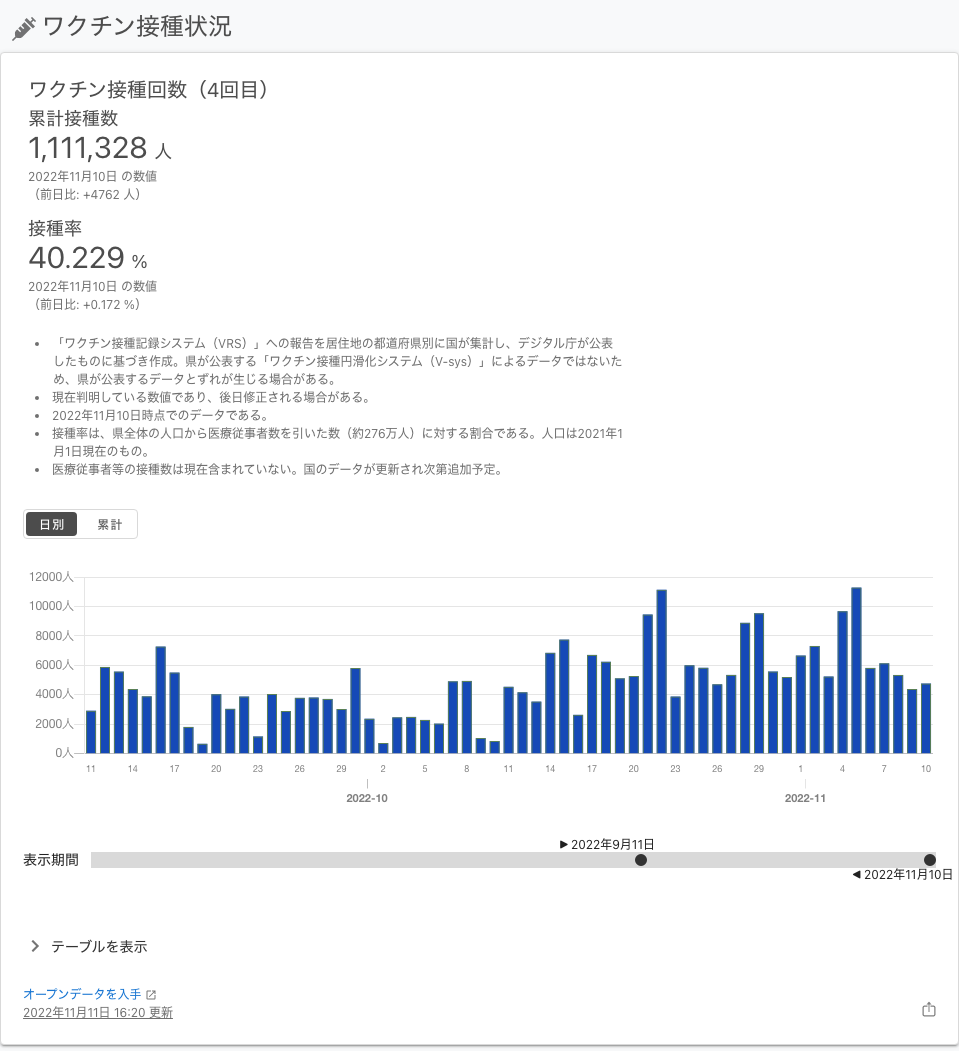 ワクチン接種状況
ワクチン接種回数（4回目）
累計接種数
1,111,328 人
2022年11月10日 の数値
（前日比: +4762 人）
接種率
40.229 %
2022年11月10日 の数値
（前日比: +0.172 %）
• 「ワクチン接種記録システム（VRS）」への報告を居住地の都道府県別に国が集計し、デジタル庁が公表
したものに基づき作成。県が公表する「ワクチン接種円滑化システム（V-sys）」によるデータではないた
め、県が公表するデータとずれが生じる場合がある。
• 現在判明している数値であり、後日修正される場合がある。
• 2022年11月10日時点でのデータである。
• 接種率は、県全体の人口から医療従事者数を引いた数（約276万人）に対する割合である。人口は2021年1
月1日現在のもの。
• 医療従事者等の接種数は現在含まれていない。国のデータが更新され次第追加予定。
日別 累計
12000人
10000人
8000人
6000人
4000人
2000人
0人
11 14 17 20 23 26 29 2 5 8 11 14 17 20 23 26 29 1 4 7 10
2022-10 2022-11
▶ 2022年9月11日
表示期間
◀ 2022年11月10日
テーブルを表示
オープンデータを入手
2022年11月11日 16:20 更新